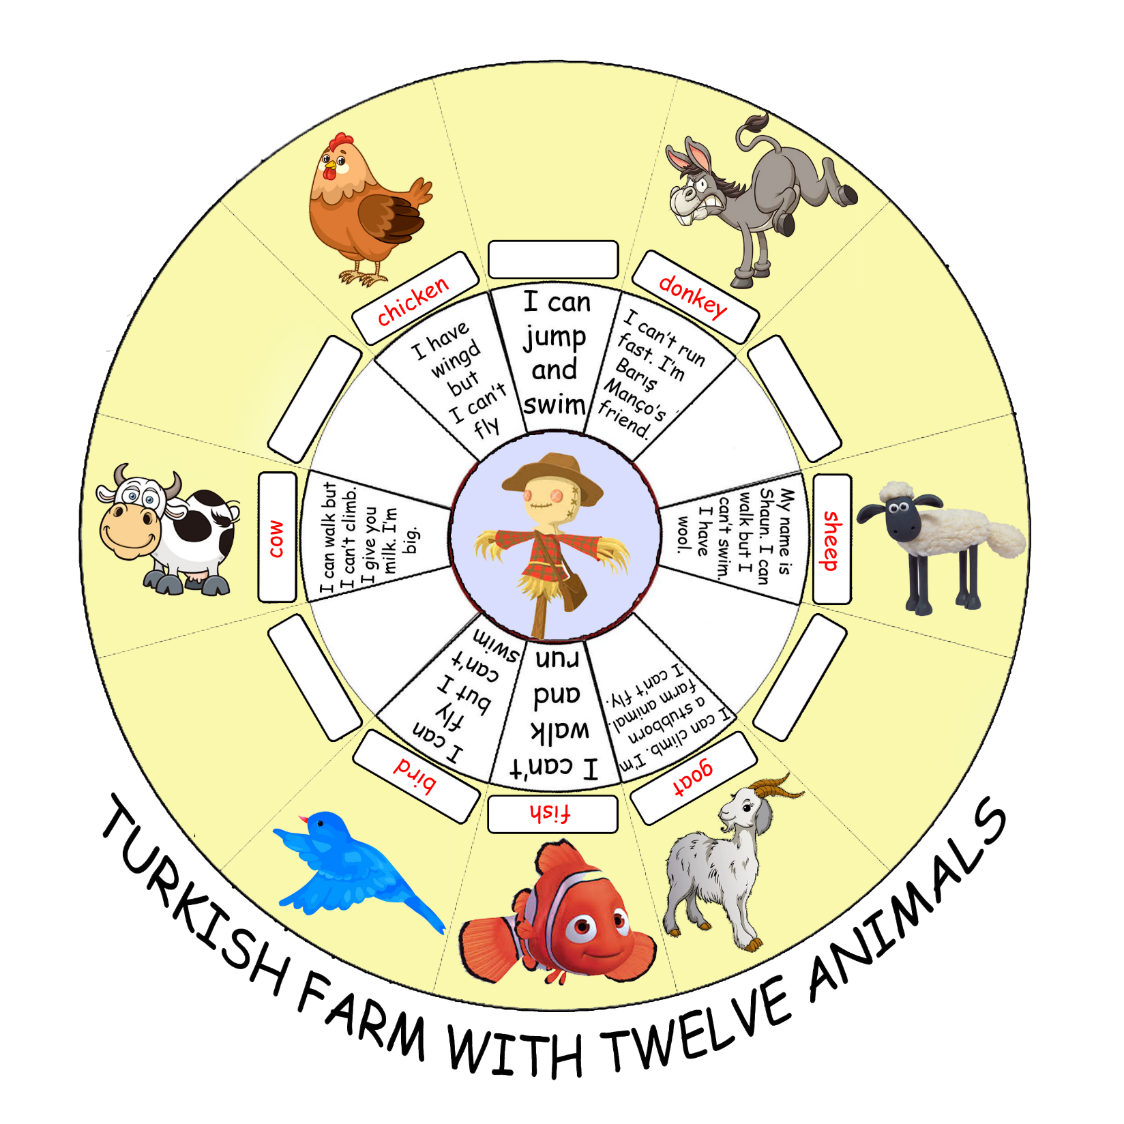 I can
jump
and
swim
donkey
I can't run
fast. I'm
Barış
Manço's
friend.
sheep
My name is
Shaun. I can
walk but I
can't swim.
I have
wool.
goat
I can climb. I'm
a stubborn
farm animal.
I can't fly.
fish
I can't
walk
and
run
bird
I can
fly
but I
can't
swim
cow
I can walk but
I can't climb.
I give you
milk. I'm
big.
chicken
I have
wingd
but
I can't
fly
TURKISH FARM WITH TWELVE ANIMALS